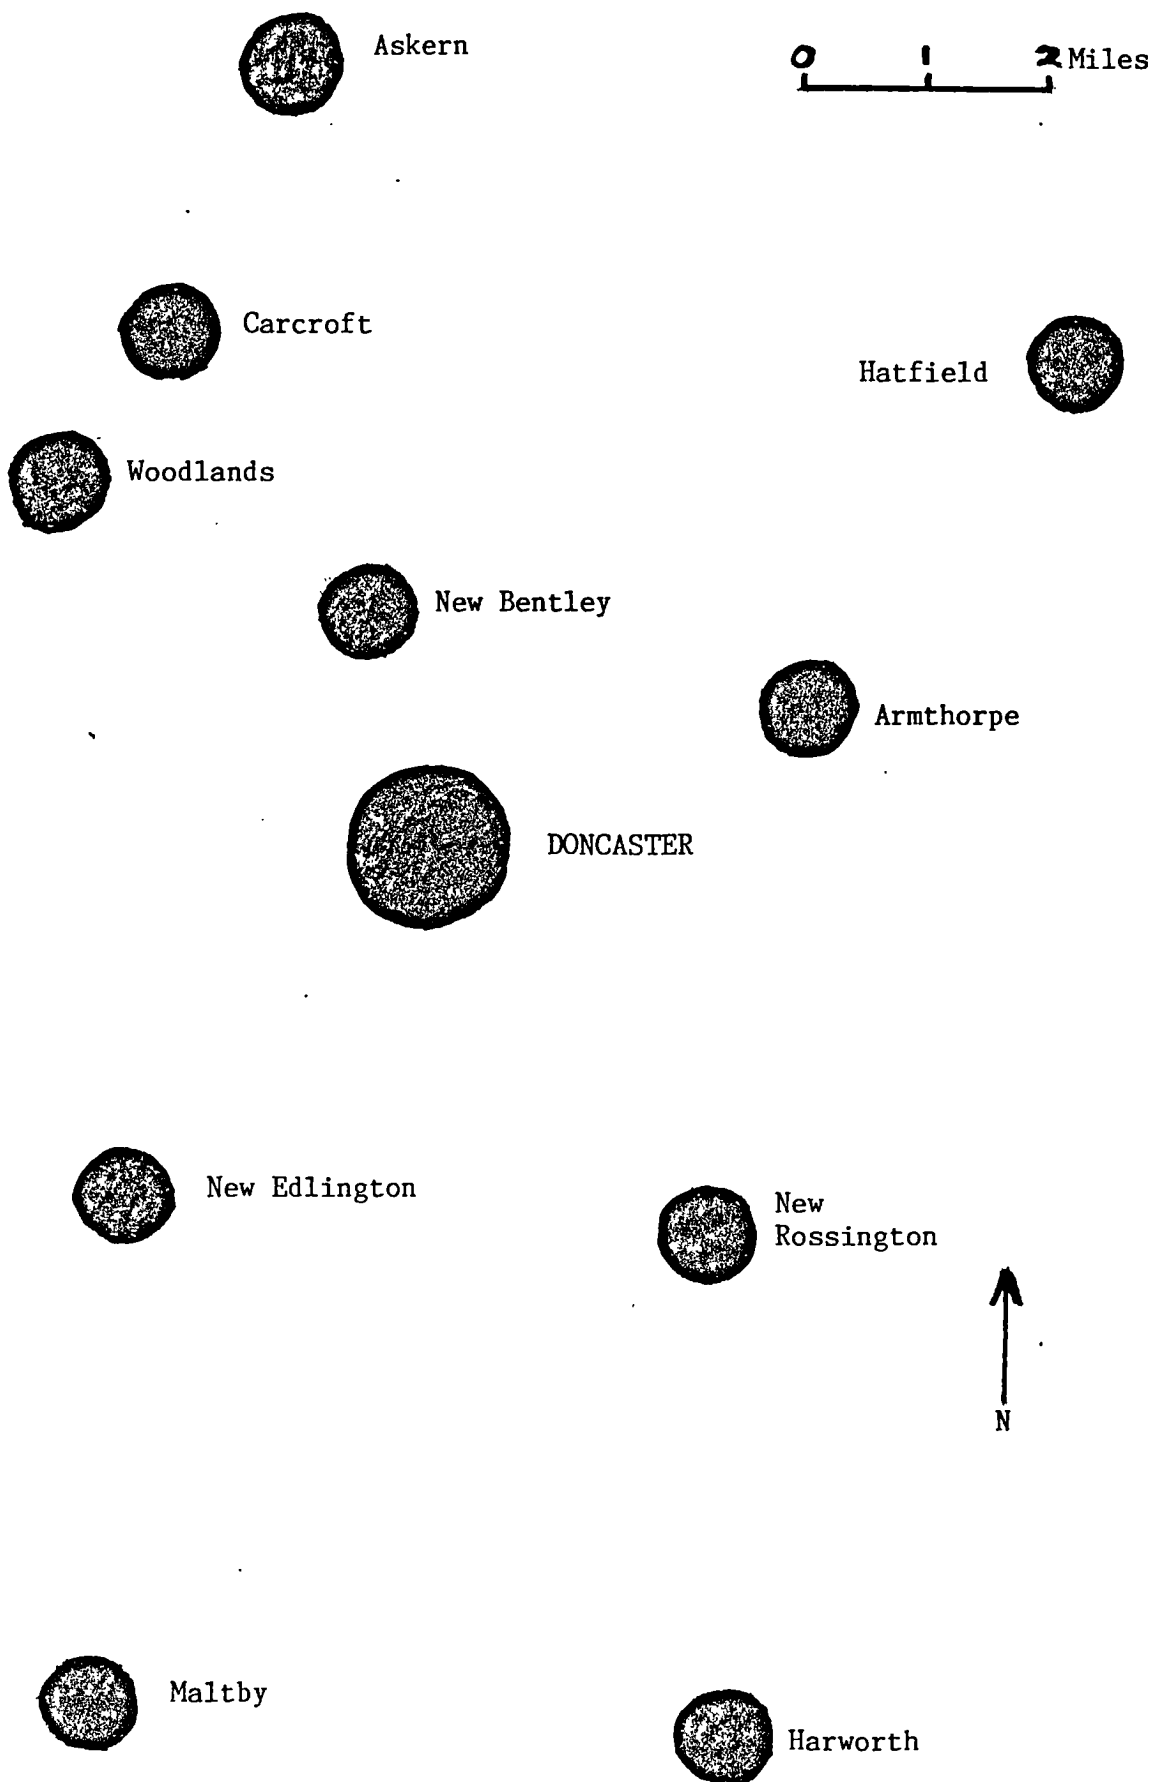 Askern
0 1 2 Miles
Carcroft
Hatfield
Woodlands
New Bentley
Armthorpe
DONCASTER
New Edlington
New
Rossington
N
Maltby
Harworth